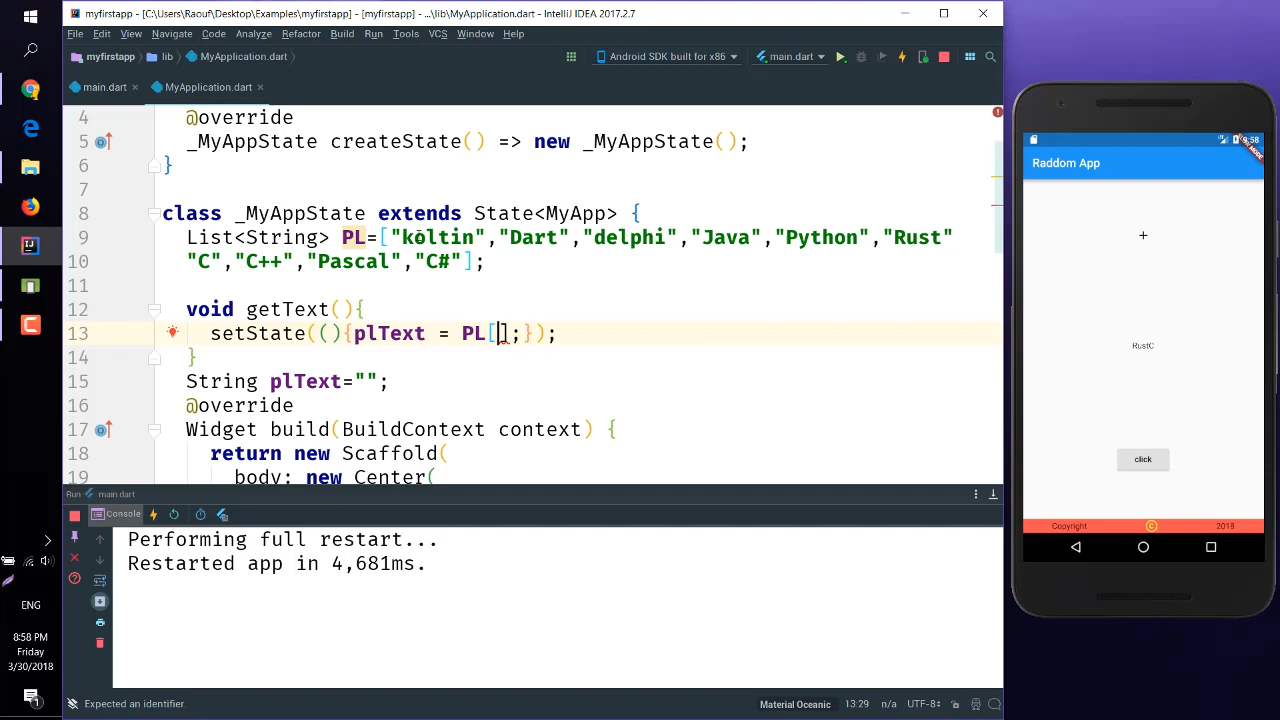 myfirstapp - [C:\Users\Raouf\Desktop\Examples\myfirstapp] - [myfirstapp] - ...\lib\MyApplication.dart - IntelliJ IDEA 2017.2.7
File Edit View Navigate Code Analyze Refactor Build Run Tools VCS Window Help
myfirstapp lib MyApplication.dart Android SDK built for x86 main.dart
main.dart MyApplication.dart
4 @override
5 _MyAppState createState() => new _MyAppState();
6 }
7
8 class _MyAppState extends State<MyApp> {
9 List<String> PL=["koltin","Dart","delphi","Java","Python","Rust"
10 "C","C++","Pascal","C#"];
11
12 void getText(){
13 setState((){plText = PL[];});
14 }
15 String plText="";
16 @override
17 Widget build(BuildContext context) {
18 return new Scaffold(
19 body: new Center(
Run main.dart
Console
Performing full restart...
Restarted app in 4,681ms.
Expected an identifier.
Material Oceanic 13:29 n/a UTF-8
ENG
8:58 PM
Friday
3/30/2018
1
Raddom App
+
RustC
click
Copyright © 2018